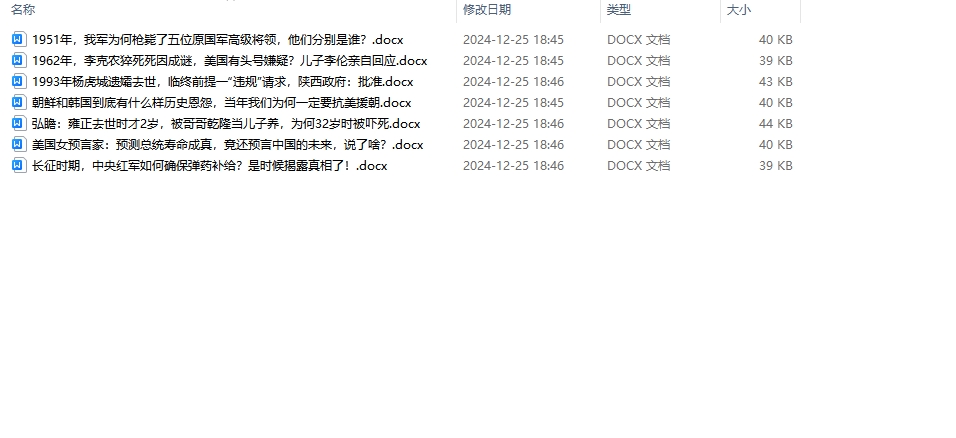 名称 修改日期 类型 大小
1951年，我军为何枪毙了五位原国军高级将领，他们分别是谁？.docx 2024-12-25 18:45 DOCX 文档 40 KB
1962年，李克农猝死死因成谜，美国有头号嫌疑？儿子李伦亲自回应.docx 2024-12-25 18:45 DOCX 文档 39 KB
1993年杨虎城遗孀去世，临终前提一“违规”请求，陕西政府：批准.docx 2024-12-25 18:46 DOCX 文档 43 KB
朝鲜和韩国到底有什么样历史恩怨，当年我们为何一定要抗美援朝.docx 2024-12-25 18:45 DOCX 文档 40 KB
弘瞻：雍正去世时才2岁，被哥哥乾隆当儿子养，为何32岁时被吓死.docx 2024-12-25 18:46 DOCX 文档 44 KB
美国女预言家：预测总统寿命成真，竟还预言中国的未来，说了啥？.docx 2024-12-25 18:46 DOCX 文档 40 KB
长征时期，中央红军如何确保弹药补给？是时候揭露真相了！.docx 2024-12-25 18:46 DOCX 文档 39 KB